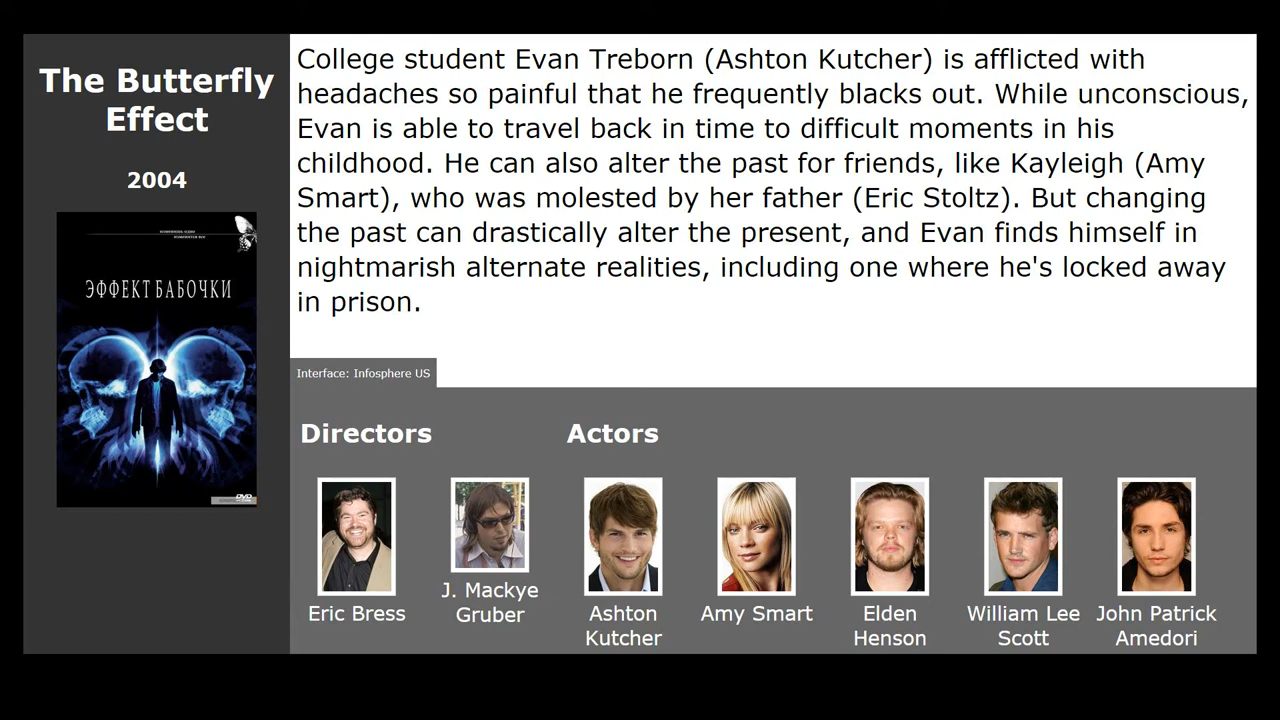 The Butterfly
Effect
2004
ЭФФЕКТ БАБОЧКИ
DVD
College student Evan Treborn (Ashton Kutcher) is afflicted with
headaches so painful that he frequently blacks out. While unconscious,
Evan is able to travel back in time to difficult moments in his
childhood. He can also alter the past for friends, like Kayleigh (Amy
Smart), who was molested by her father (Eric Stoltz). But changing
the past can drastically alter the present, and Evan finds himself in
nightmarish alternate realities, including one where he's locked away
in prison.
Interface: Infosphere US
Directors
Actors
Eric Bress
J. Mackye
Gruber
Ashton
Kutcher
Amy Smart
Elden
Henson
William Lee
Scott
John Patrick
Amedori